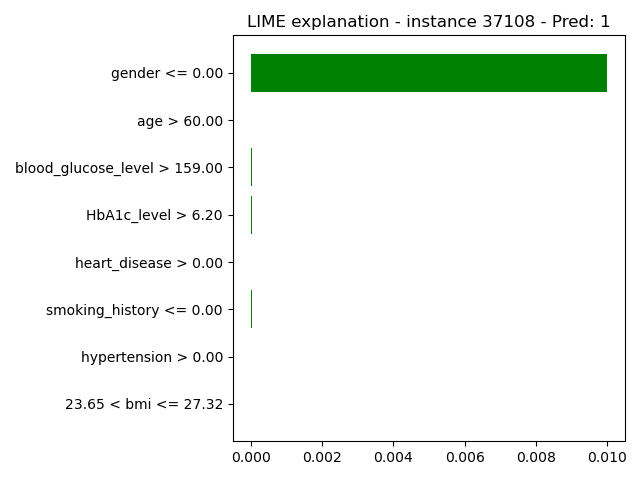 LIME explanation - instance 37108 - Pred: 1
gender <= 0.00
age > 60.00
blood_glucose_level > 159.00
HbA1c_level > 6.20
heart_disease > 0.00
smoking_history <= 0.00
hypertension > 0.00
23.65 < bmi <= 27.32
0.000 0.002 0.004 0.006 0.008 0.010